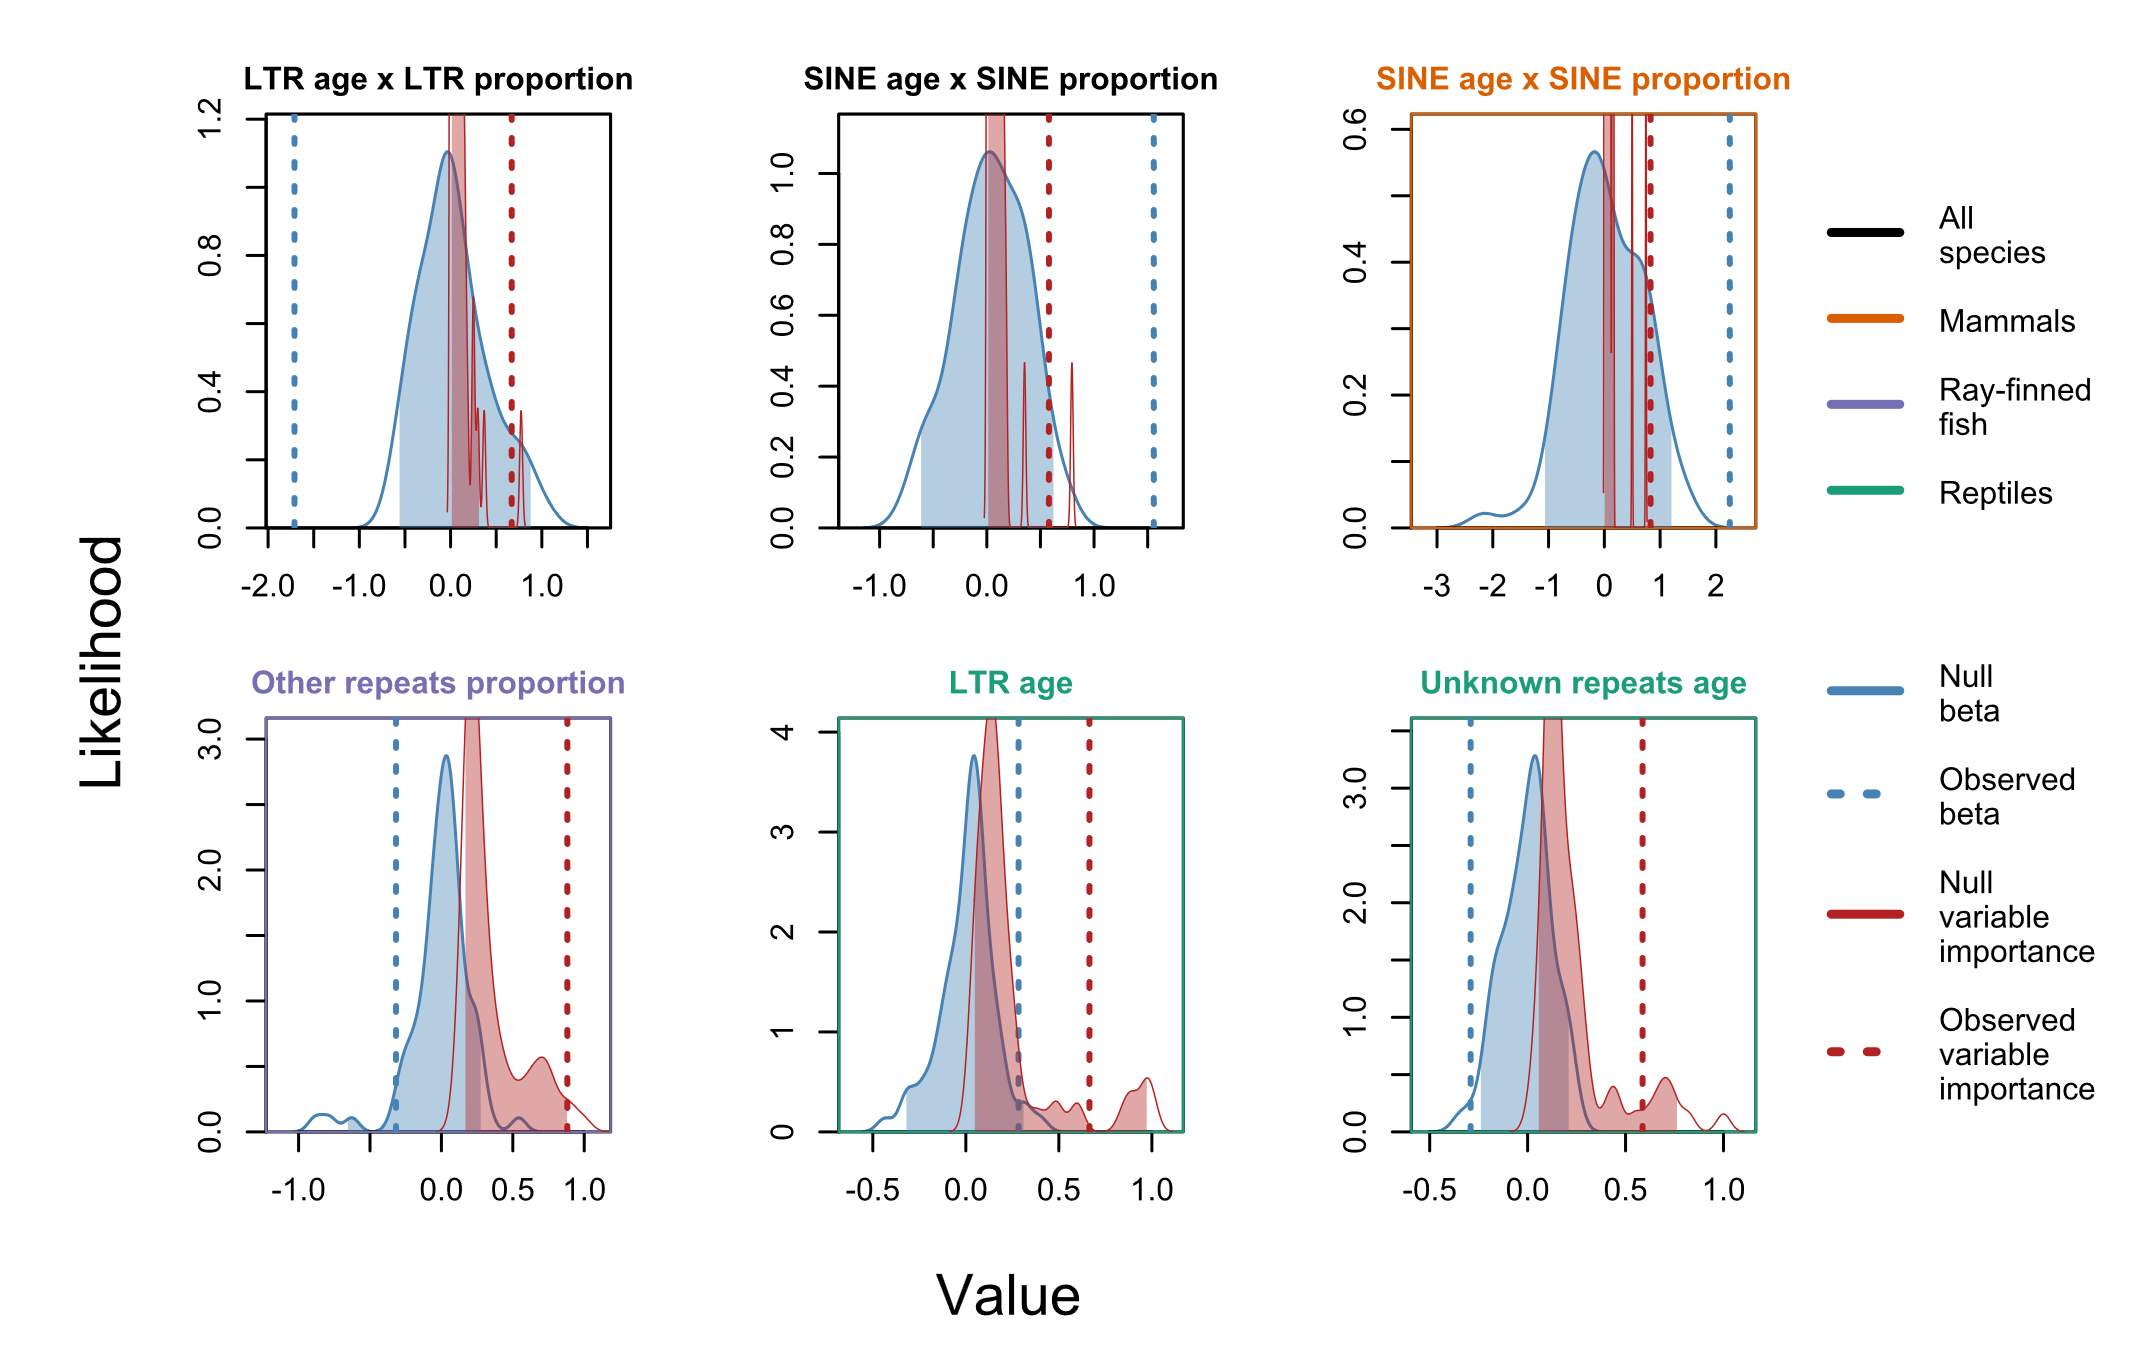 LTR age x LTR proportion
SINE age x SINE proportion
SINE age x SINE proportion
0.0 0.4 0.8 1.2
-2.0 -1.0 0.0 1.0
0.0 0.2 0.4 0.6 0.8 1.0
-1.0 0.0 1.0
0.0 0.2 0.4 0.6
-3 -2 -1 0 1 2
All
species
Mammals
Ray-finned
fish
Reptiles
Likelihood
Other repeats proportion
LTR age
Unknown repeats age
0.0 1.0 2.0 3.0
-1.0 0.0 0.5 1.0
0 1 2 3 4
-0.5 0.0 0.5 1.0
0.0 1.0 2.0 3.0
-0.5 0.0 0.5 1.0
Null
beta
Observed
beta
Null
variable
importance
Observed
variable
importance
Value